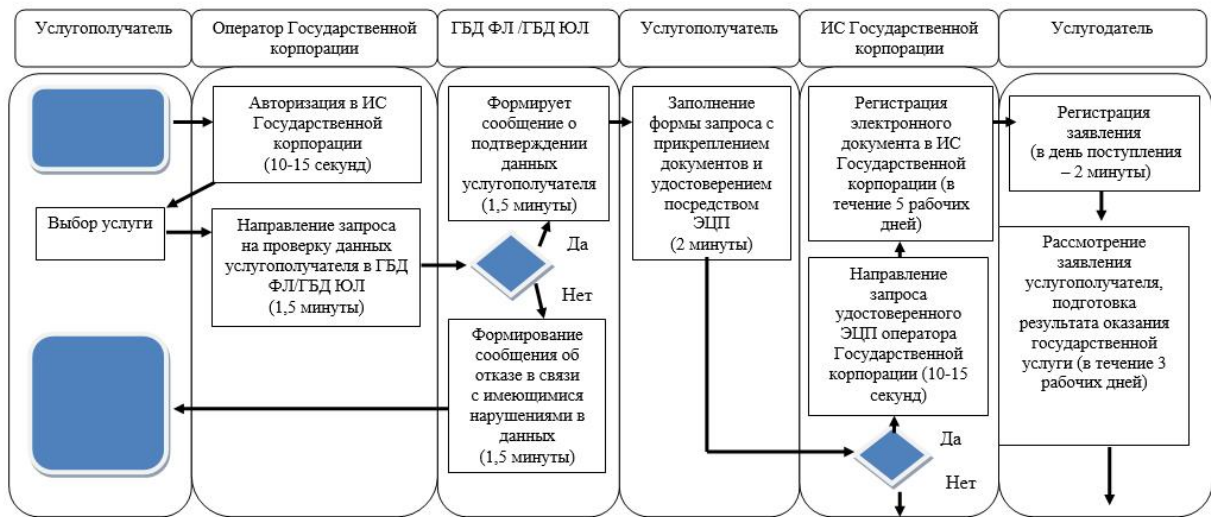 Услугополучатель
Оператор Государственной
корпорации
ГБД ФЛ /ГБД ЮЛ
Услугополучатель
ИС Государственной
корпорации
Услугодатель
Авторизация в ИС
Государственной
корпорации
(10-15 секунд)
Выбор услуги
Направление запроса
на проверку данных
услугополучателя в ГБД
ФЛ/ГБД ЮЛ
(1,5 минуты)
Формирует
сообщение о
подтверждении
данных
услугополучателя
(1,5 минуты)
Да
Нет
Формирование
сообщения об
отказе в связи
с имеющимися
нарушениями в
данных
(1,5 минуты)
Заполнение
формы запроса с
прикреплением
документов и
удостоверением
посредством
ЭЦП
(2 минуты)
Регистрация
электронного
документа в ИС
Государственной
корпорации (в
течение 5 рабочих
дней)
Направление
запроса
удостоверенного
ЭЦП оператора
Государственной
корпорации (10-15
секунд)
Да
Нет
Регистрация
заявления
(в день поступления
– 2 минуты)
Рассмотрение
заявления
услугополучателя,
подготовка
результата оказания
государственной
услуги (в течение 3
рабочих дней)